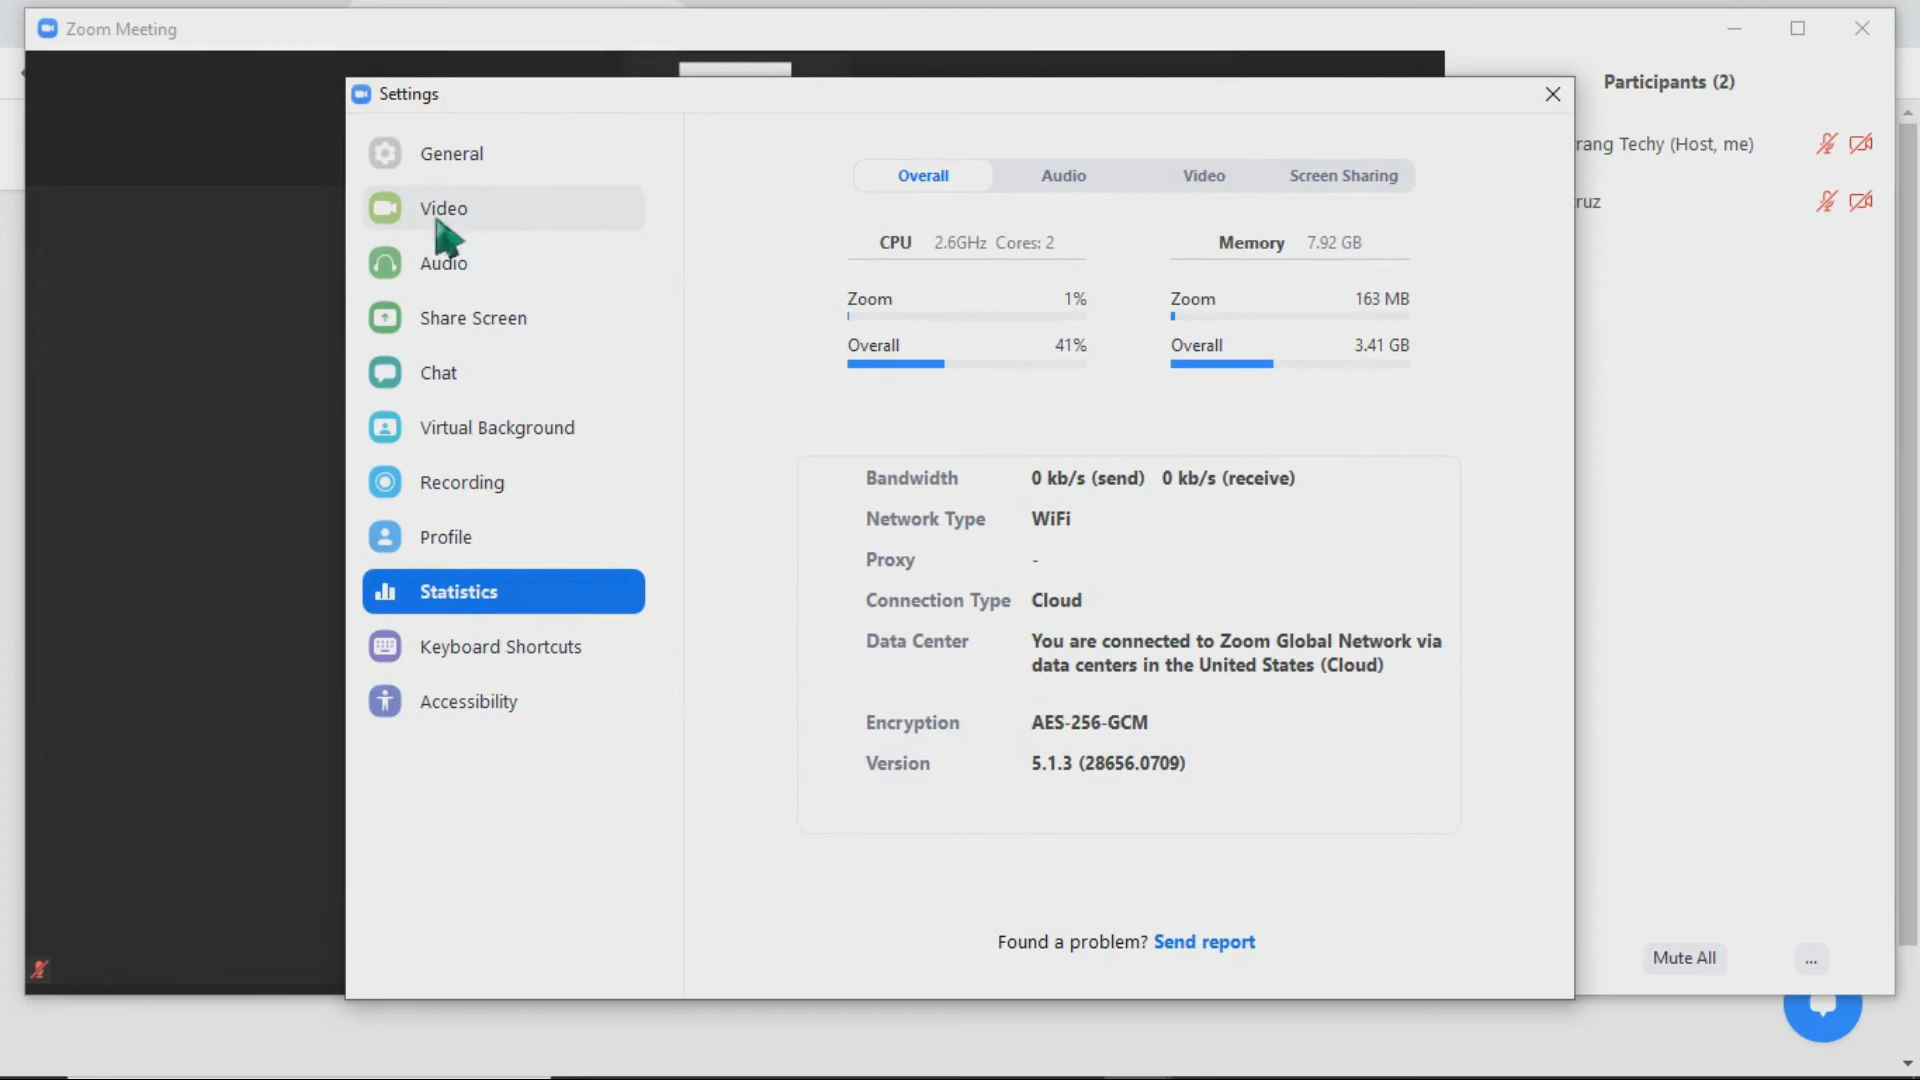 Zoom Meeting
Settings
General
Video
Audio
Share Screen
Chat
Virtual Background
Recording
Profile
Statistics
Keyboard Shortcuts
Accessibility
Overall Audio Video Screen Sharing
CPU 2.6GHz Cores: 2 Memory 7.92 GB
Zoom 1% Zoom 163 MB
Overall 41% Overall 3.41 GB
Bandwidth 0 kb/s (send) 0 kb/s (receive)
Network Type WiFi
Proxy -
Connection Type Cloud
Data Center You are connected to Zoom Global Network via
data centers in the United States (Cloud)
Encryption AES-256-GCM
Version 5.1.3 (28656.0709)
Found a problem? Send report
Participants (2)
rang Techy (Host, me)
ruz
Mute All ...